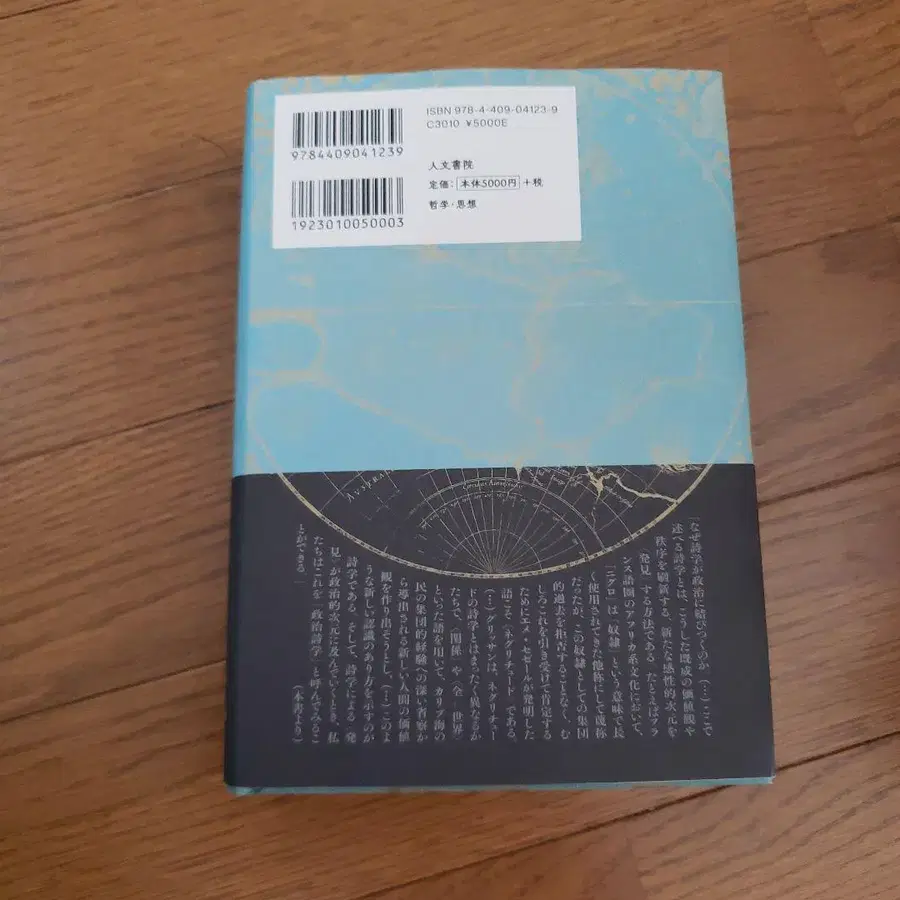 ISBN 978-4-409-04123-9
C3010 ¥5000E
9784409041239
人文書院
定価：本体5000円＋税
1923010050003
哲学・思想
AVSTRA
Circulus Antarcticus
「なぜ詩学が政治に結びつくのか（…）ここで
述べる詩学とは、こうした既成の価値観や
秩序を刷新する、新たな感性的次元を
〈発見〉する方法である。たとえばフラ
ンス語圏のアフリカ系文化において、
「ニグロ」は「奴隷」という意味で長
く使用されてきた他称にして蔑称
だったが、この奴隷としての集団
的過去を拒否することなく、む
しろこれを引き受けて肯定する
ためにエメ・セゼールが発明した
語こそ「ネグリチュード」である。
（…）グリッサンは、ネグリチュー
ドの詩学とはまったく異なるか
たちで、〈関係〉や〈全‐世界〉
といった語を用いて、カリブ海の
民の集団的経験への深い省察か
ら導出される新しい人間の価値
観を作り出そうとし、（…）このよ
うな新しい認識のあり方を示すのが
詩学である。そして、詩学による〈発
見〉が政治的次元に及んでいくとき、私
たちはこれを「政治詩学」と呼んでみるこ
とができる。」
（本書より）